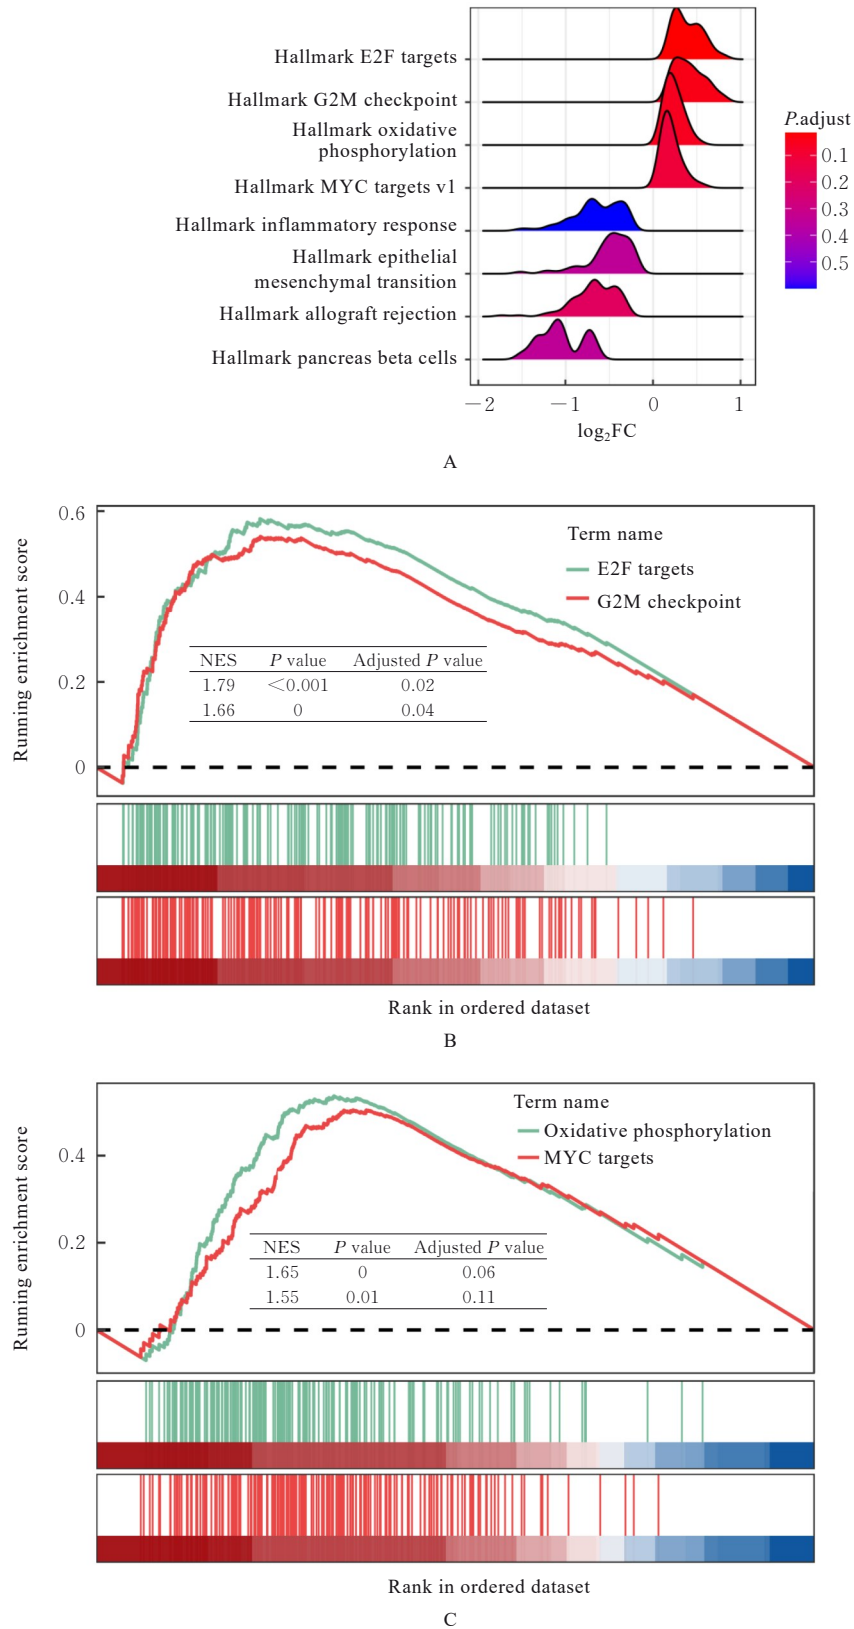 Hallmark E2F targets
Hallmark G2M checkpoint
Hallmark oxidative
phosphorylation
Hallmark MYC targets v1
Hallmark inflammatory response
Hallmark epithelial
mesenchymal transition
Hallmark allograft rejection
Hallmark pancreas beta cells
P.adjust
0.1
0.2
0.3
0.4
0.5
−2 −1 0 1
log₂FC
A
Running enrichment score
0.6
0.4
0.2
0
Term name
E2F targets
G2M checkpoint
NES P value Adjusted P value
1.79 <0.001 0.02
1.66 0 0.04
Rank in ordered dataset
B
Running enrichment score
0.4
0.2
0
Term name
Oxidative phosphorylation
MYC targets
NES P value Adjusted P value
1.65 0 0.06
1.55 0.01 0.11
Rank in ordered dataset
C